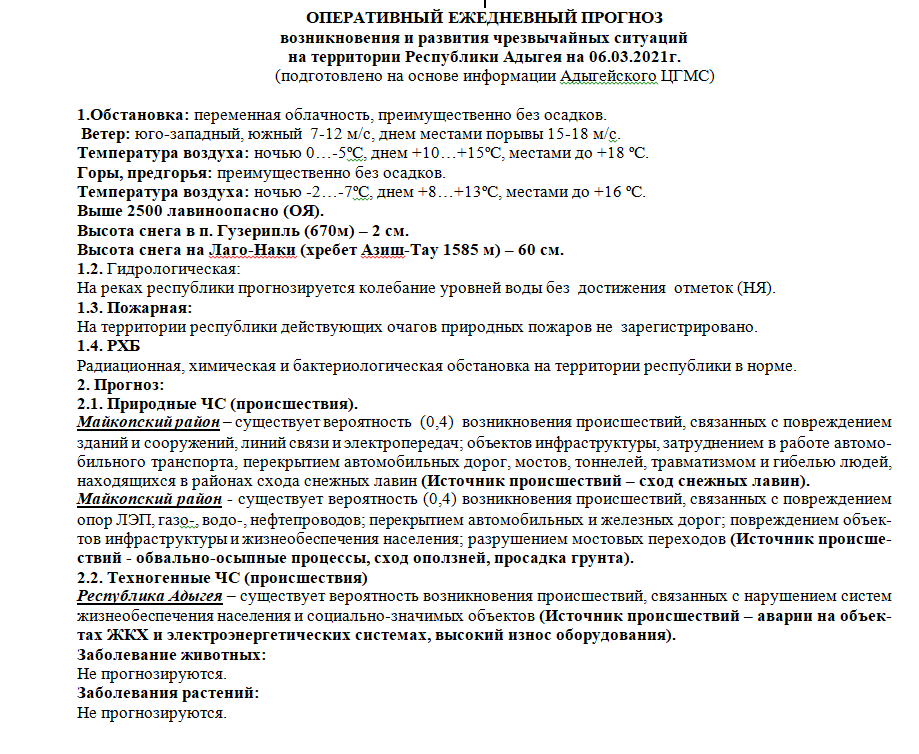 ОПЕРАТИВНЫЙ ЕЖЕДНЕВНЫЙ ПРОГНОЗ
возникновения и развития чрезвычайных ситуаций
на территории Республики Адыгея на 06.03.2021г.
(подготовлено на основе информации Адыгейского ЦГМС)
1.Обстановка: переменная облачность, преимущественно без осадков.
Ветер: юго-западный, южный 7-12 м/с, днем местами порывы 15-18 м/с.
Температура воздуха: ночью 0…-5ºС, днем +10…+15ºС, местами до +18 ºС.
Горы, предгорья: преимущественно без осадков.
Температура воздуха: ночью -2…-7ºС, днем +8…+13ºС, местами до +16 ºС.
Выше 2500 лавиноопасно (ОЯ).
Высота снега в п. Гузерипль (670м) – 2 см.
Высота снега на Лаго-Наки (хребет Азиш-Тау 1585 м) – 60 см.
1.2. Гидрологическая:
На реках республики прогнозируется колебание уровней воды без достижения отметок (НЯ).
1.3. Пожарная:
На территории республики действующих очагов природных пожаров не зарегистрировано.
1.4. РХБ
Радиационная, химическая и бактериологическая обстановка на территории республики в норме.
2. Прогноз:
2.1. Природные ЧС (происшествия).
Майкопский район – существует вероятность (0,4) возникновения происшествий, связанных с повреждением
зданий и сооружений, линий связи и электропередач; объектов инфраструктуры, затруднением в работе автомо-
бильного транспорта, перекрытием автомобильных дорог, мостов, тоннелей, травматизмом и гибелью людей,
находящихся в районах схода снежных лавин (Источник происшествий – сход снежных лавин).
Майкопский район - существует вероятность (0,4) возникновения происшествий, связанных с повреждением
опор ЛЭП, газо-, водо-, нефтепроводов; перекрытием автомобильных и железных дорог; повреждением объек-
тов инфраструктуры и жизнеобеспечения населения; разрушением мостовых переходов (Источник происше-
ствий - обвально-осыпные процессы, сход оползней, просадка грунта).
2.2. Техногенные ЧС (происшествия)
Республика Адыгея – существует вероятность возникновения происшествий, связанных с нарушением систем
жизнеобеспечения населения и социально-значимых объектов (Источник происшествий – аварии на объек-
тах ЖКХ и электроэнергетических системах, высокий износ оборудования).
Заболевание животных:
Не прогнозируются.
Заболевания растений:
Не прогнозируются.